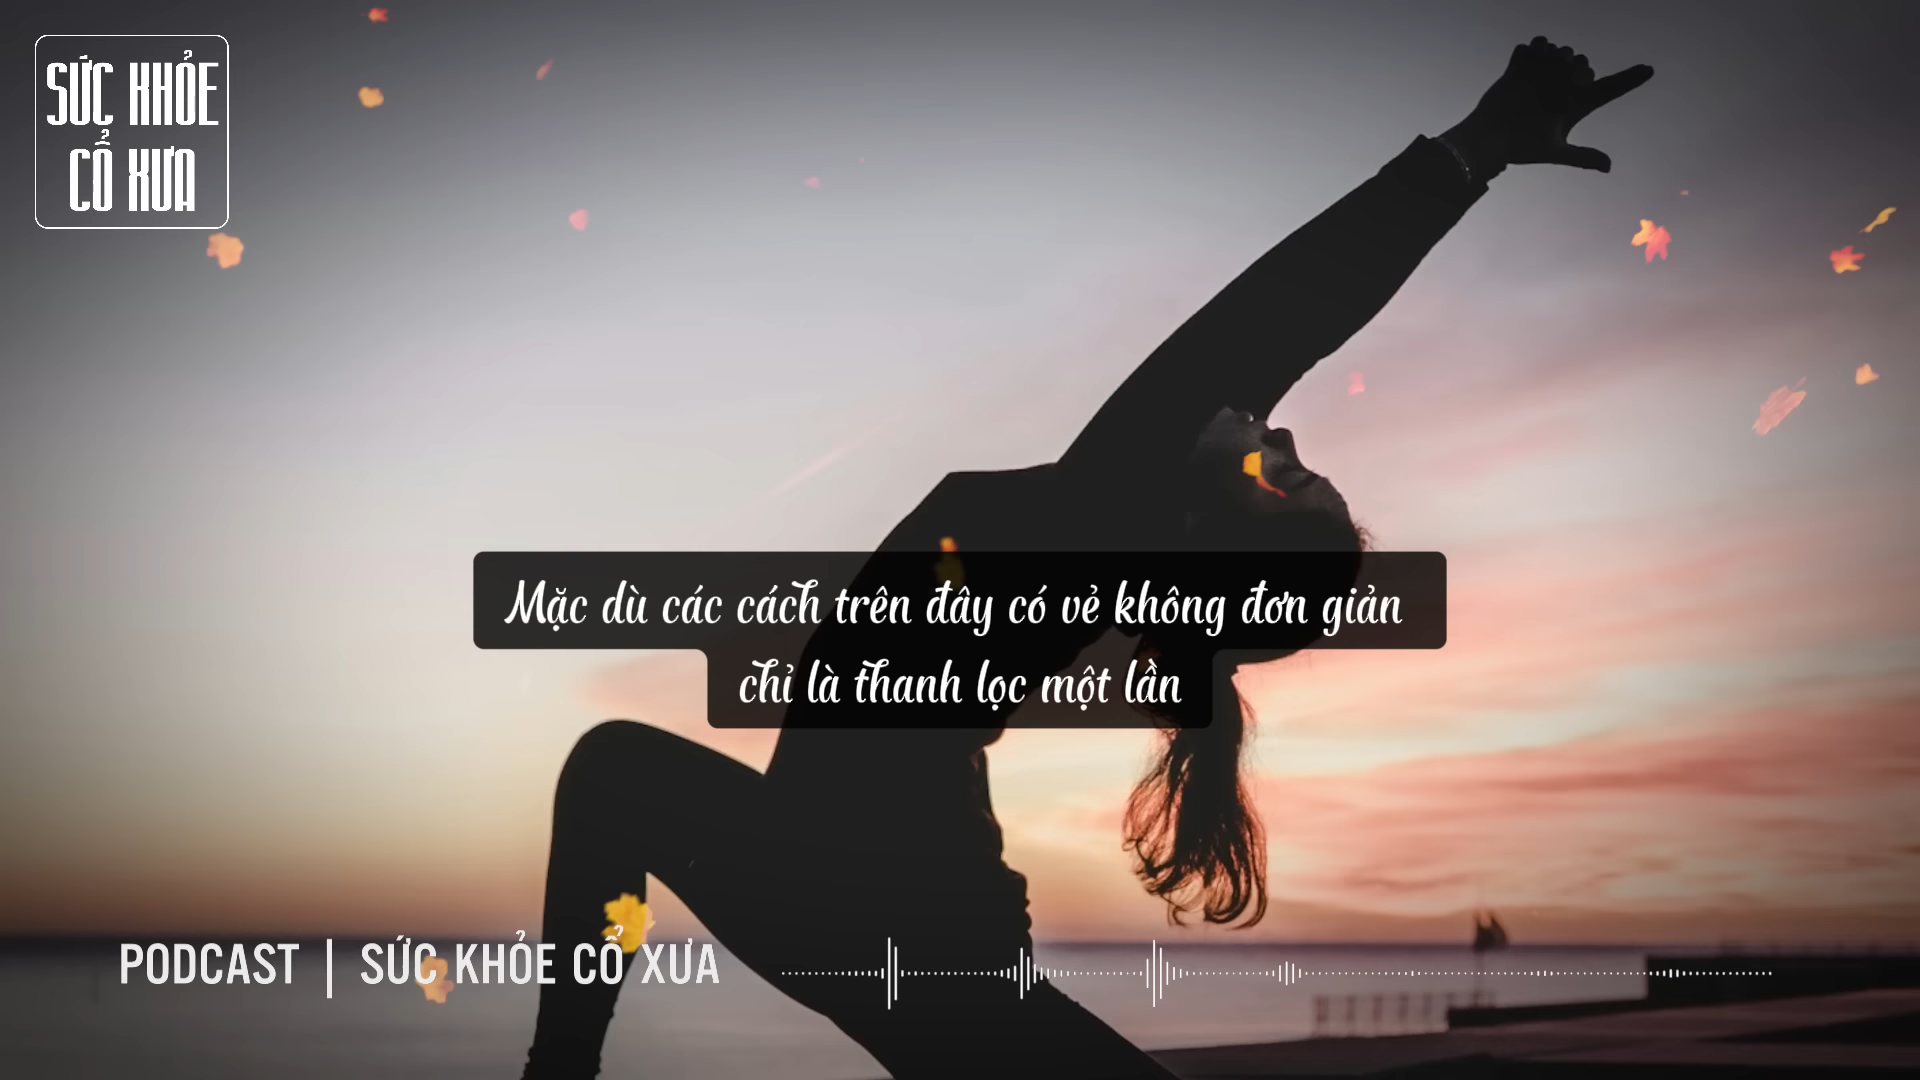 SỨC KHỎE
CỔ XƯA
Mặc dù các cách trên đây có vẻ không đơn giản
chỉ là thanh lọc một lần
PODCAST | SỨC KHỎE CỔ XƯA